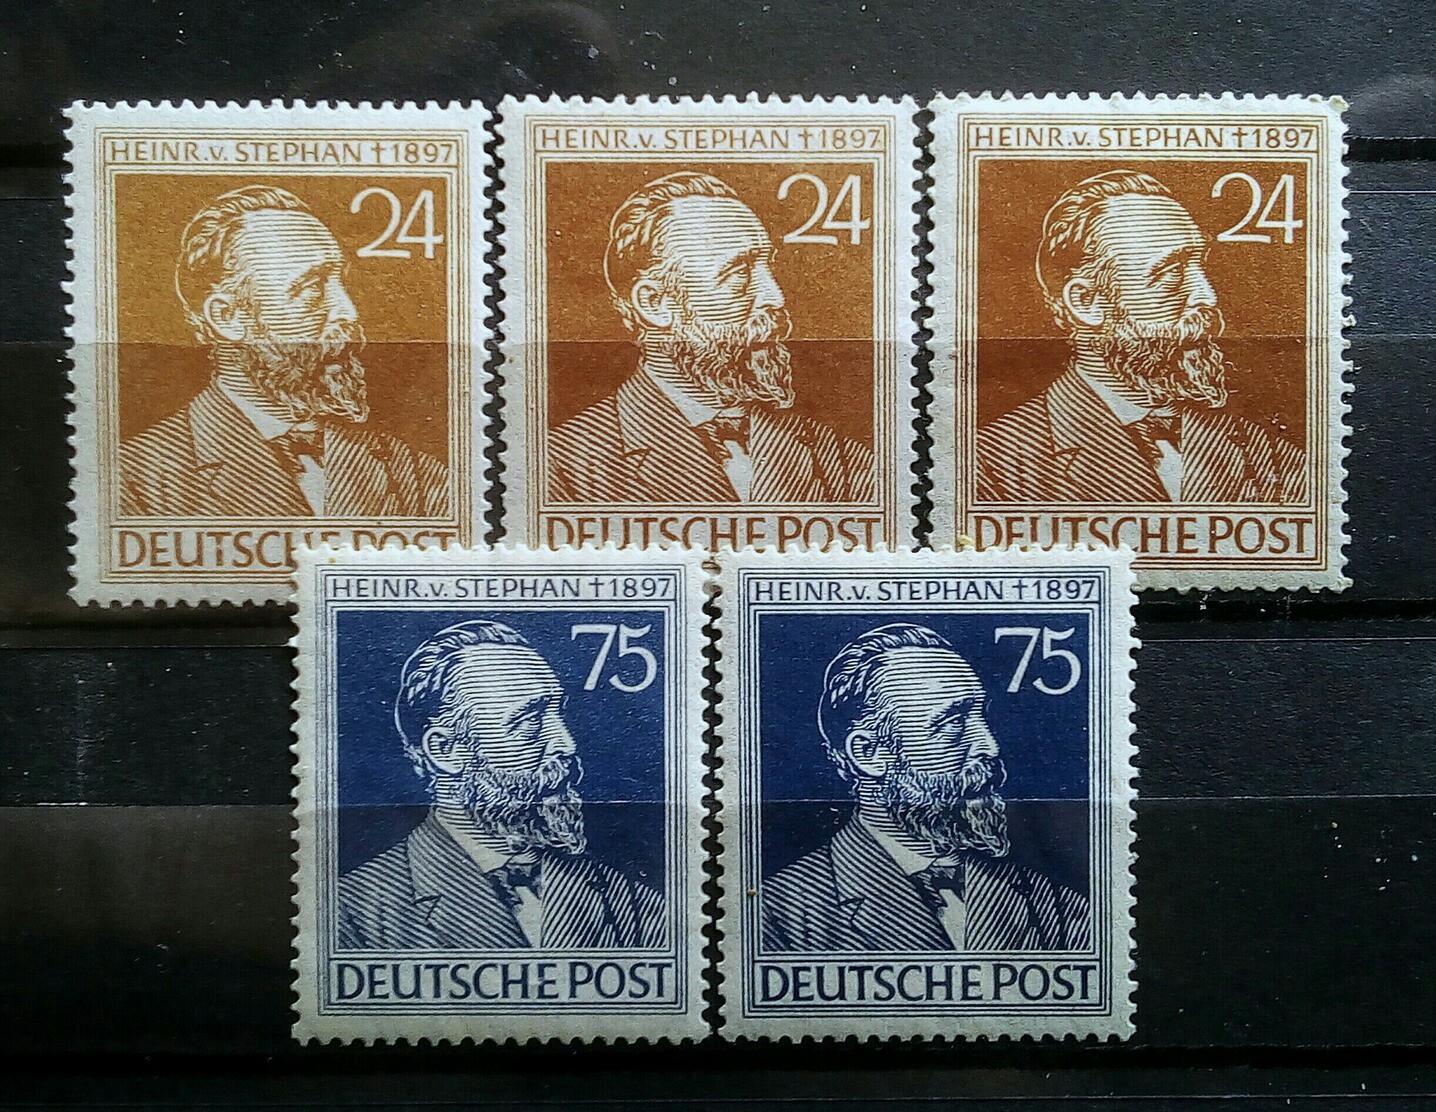 HEINR.v. STEPHAN †1897
24
DEUTSCHE POST
HEINR.v. STEPHAN †1897
24
DEUTSCHE POST
HEINR.v. STEPHAN †1897
24
DEUTSCHE POST
HEINR.v. STEPHAN †1897
75
DEUTSCHE POST
HEINR.v. STEPHAN †1897
75
DEUTSCHE POST